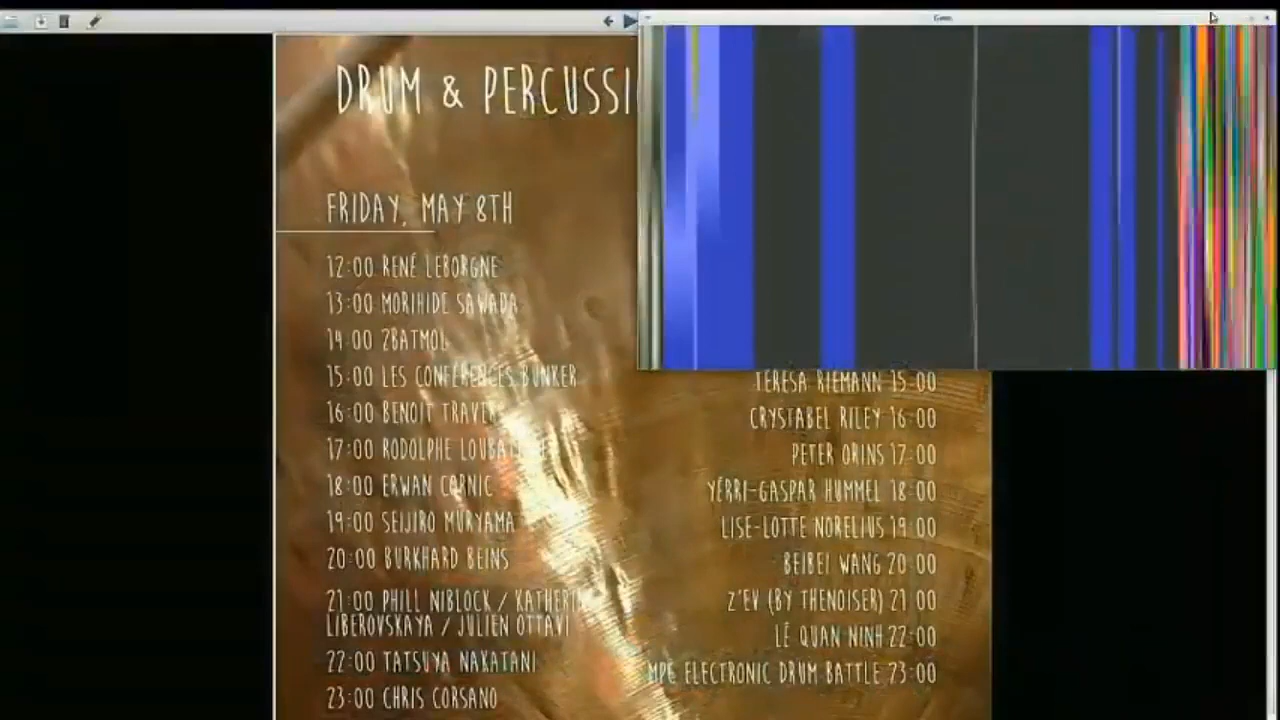 DRUM & PERCUSSI
FRIDAY, MAY 8TH
12:00 RENÉ LEBORGNE
13:00 MORIHIDE SAWADA
14:00 2BATMOL
15:00 LES CONFÉRENCES BUNKER
16:00 BENOIT TRAVERS
17:00 RODOLPHE
18:00 ERWAN CORNIC
19:00 SEIJIRO MURYAMA
20:00 BURKHARD BEINS
21:00 PHILL NIBLOCK / KATHERIN
LIBEROVSKAYA / JULIEN OTTAVI
22:00 TATSUYA NAKATANI
23:00 CHRIS CORSANO
TERESA RIEMANN 15:00
CRYSTABEL RILEY 16:00
PETER ORINS 17:00
YÉRRI-GASPAR HUMMEL 18:00
LISE-LOTTE NORELIUS 19:00
BEIBEI WANG 20:00
Z'EV (BY THENOISER) 21:00
LÊ QUAN NINH 22:00
MPC ELECTRONIC DRUM BATTLE 23:00